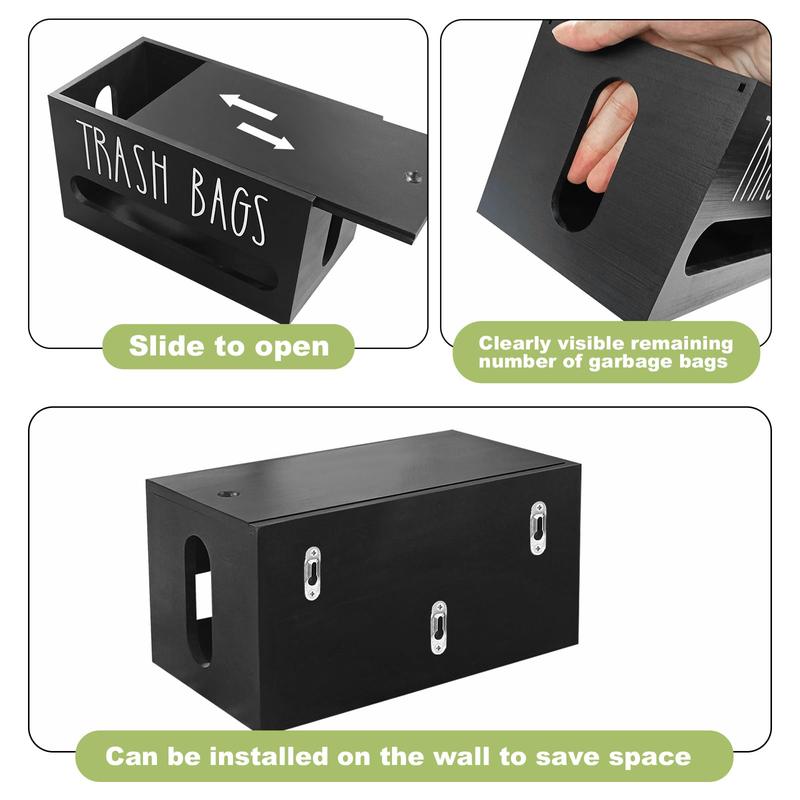 TRASH BAGS
Slide to open
Clearly visible remaining
number of garbage bags
Can be installed on the wall to save space